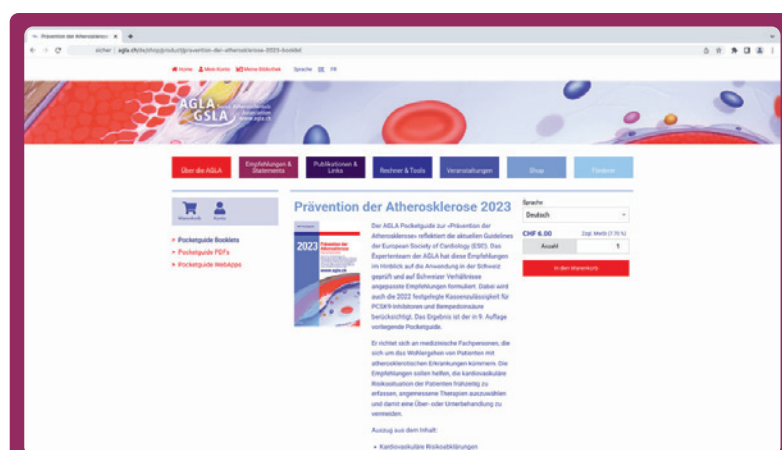 Prävention der Atherosklerose
sicher | agla.ch/de/shop/product/pravention-der-atherosklerose-2023-booklet
Home Mein Konto Meine Bibliothek Sprache DE FR
AGLA
GSLA
Association
www.agla.ch
Über die AGLA
Empfehlungen &
Statements
Publikationen &
Links
Rechner & Tools
Veranstaltungen
Shop
Förderer
Warenkorb Konto
Pocketguide Booklets
Pocketguide PDFs
Pocketguide WebApps
Prävention der Atherosklerose 2023
2023 Prävention der
Atherosklerose
www.agla.ch
Der AGLA Pocketguide zur «Prävention der
Atherosklerose» reflektiert die aktuellen Guidelines
der European Society of Cardiology (ESC). Das
Expertenteam der AGLA hat diese Empfehlungen
im Hinblick auf die Anwendung in der Schweiz
geprüft und auf Schweizer Verhältnisse
angepasste Empfehlungen formuliert. Dabei wird
auch die 2022 festgelegte Kassenzulässigkeit für
PCSK9-Inhibitoren und Bempedoinsäure
berücksichtigt. Das Ergebnis ist der in 9. Auflage
vorliegende Pocketguide.
Er richtet sich an medizinische Fachpersonen, die
sich um das Wohlergehen von Patienten mit
atherosklerotischen Erkrankungen kümmern. Die
Empfehlungen sollen helfen, die kardiovaskuläre
Risikosituation der Patienten frühzeitig zu
erfassen, angemessene Therapien auszuwählen
und damit eine Über- oder Unterbehandlung zu
vermeiden.
Auszug aus dem Inhalt:
• Kardiovaskuläre Risikoabklärungen
Sprache
Deutsch
CHF 6.00 Zzgl. MwSt (7.70 %)
Anzahl 1
In den Warenkorb